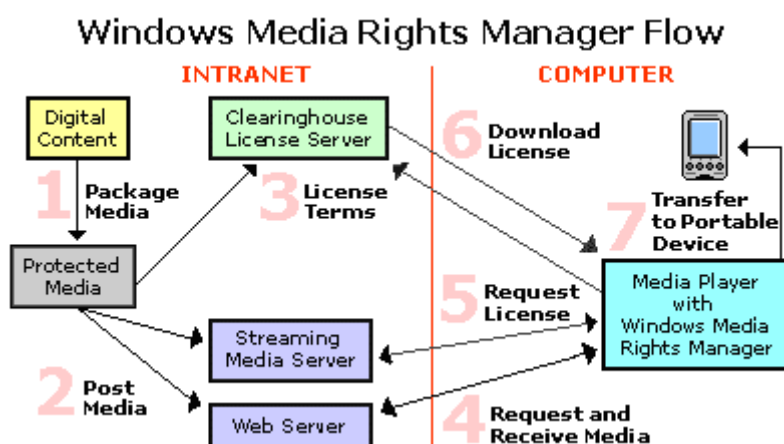 Windows Media Rights Manager Flow
INTRANET
COMPUTER
Digital
Content
Clearinghouse
License Server
6 Download
License
1 Package
Media
3 License
Terms
7 Transfer
to Portable
Device
Protected
Media
5 Request
License
Media Player
with
Windows Media
Rights Manager
Streaming
Media Server
2 Post
Media
Web Server
4 Request and
Receive Media